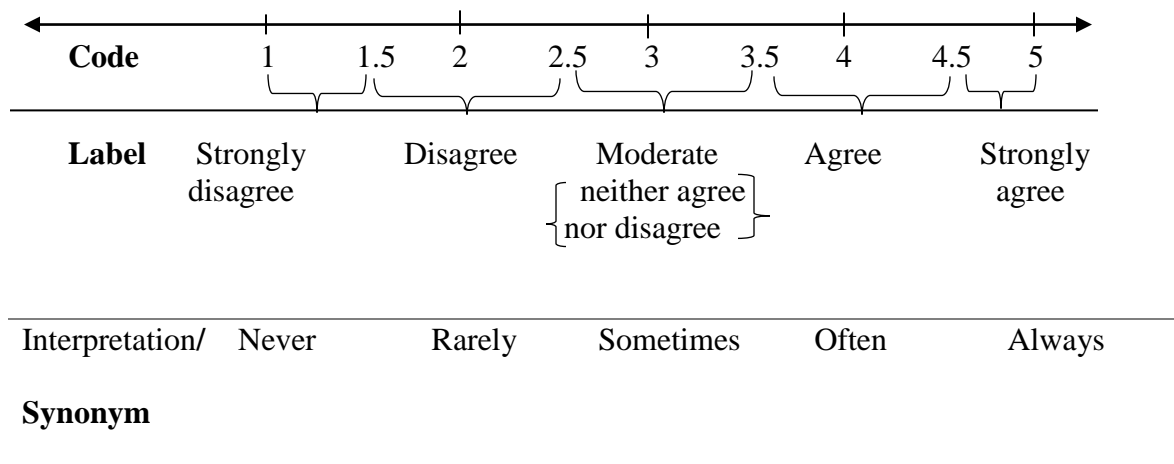 Code 1 1.5 2 2.5 3 3.5 4 4.5 5
Label Strongly disagree Disagree Moderate Agree Strongly agree
neither agree
nor disagree
Interpretation/ Never Rarely Sometimes Often Always
Synonym